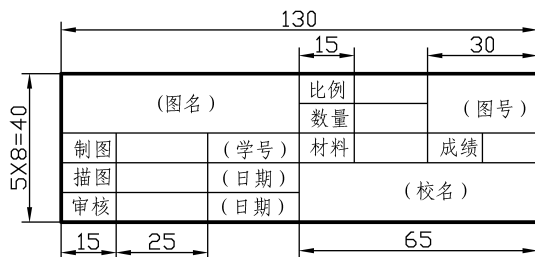 130
15 30
(图名) 比例 (图号)
数量
5X8=40
制图 (学号) 材料 成绩
描图 (日期) (校名)
审核 (日期)
15 25 65